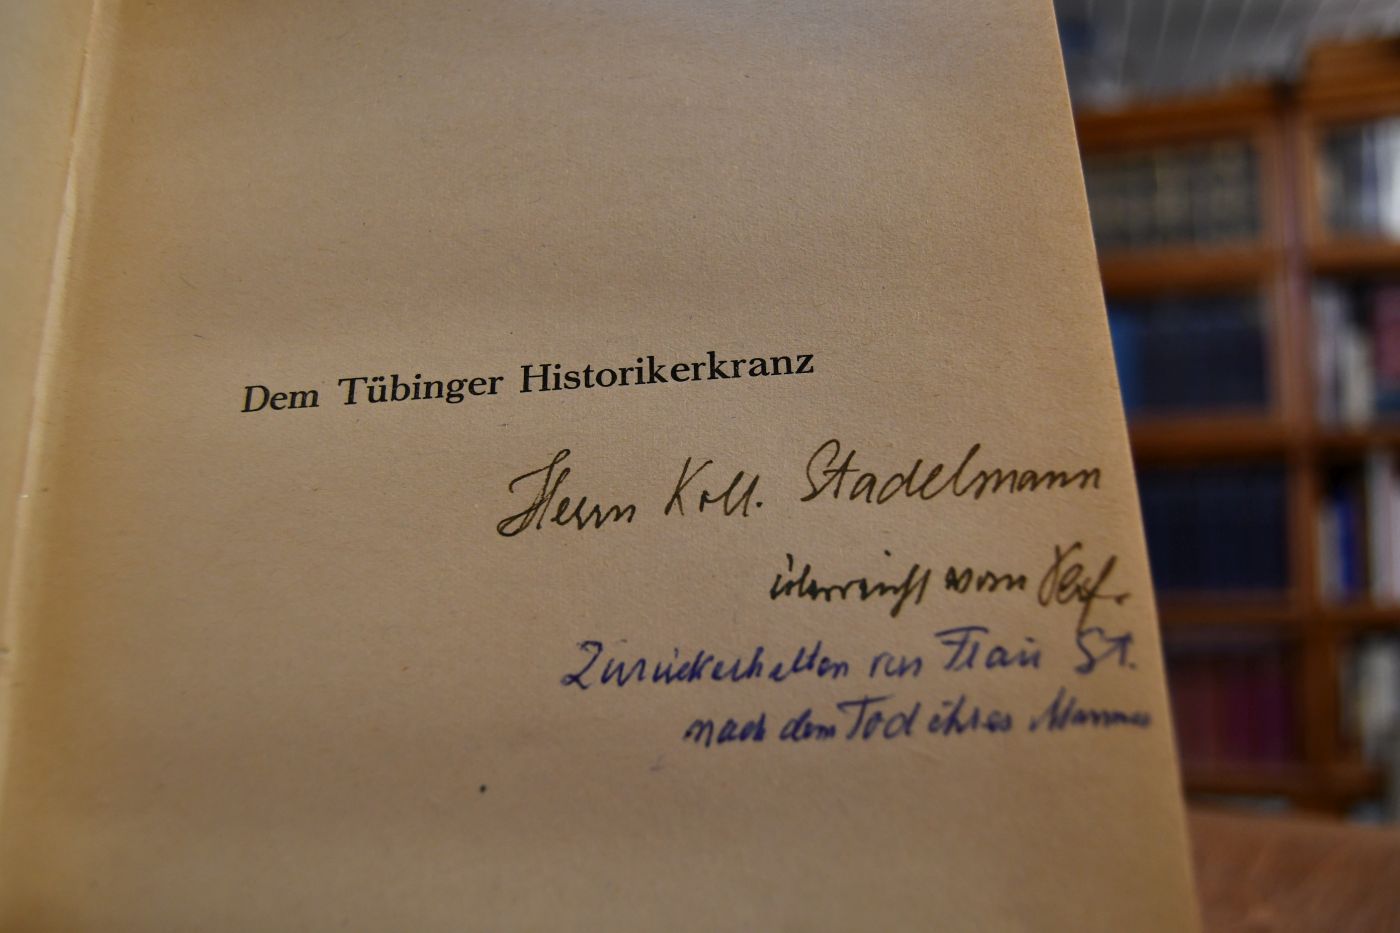 Dem Tübinger Historikerkranz
Herrn Koll. Stadelmann
überreicht vom Verf.
Zurückerhalten von Frau St.
nach dem Tod ihres Mannes